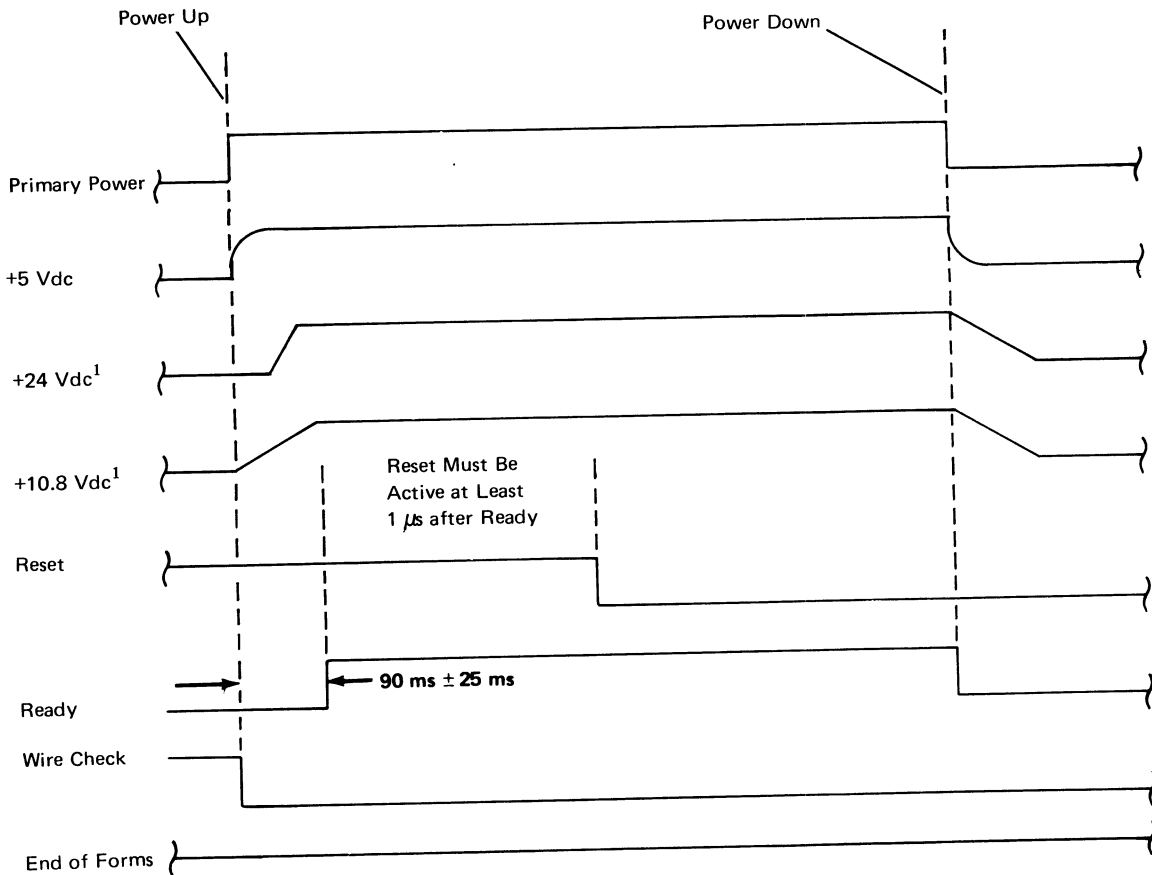 Power Up
Power Down
Primary Power
+5 Vdc
+24 Vdc¹
+10.8 Vdc¹
Reset Must Be
Active at Least
1 μs after Ready
Reset
90 ms ± 25 ms
Ready
Wire Check
End of Forms